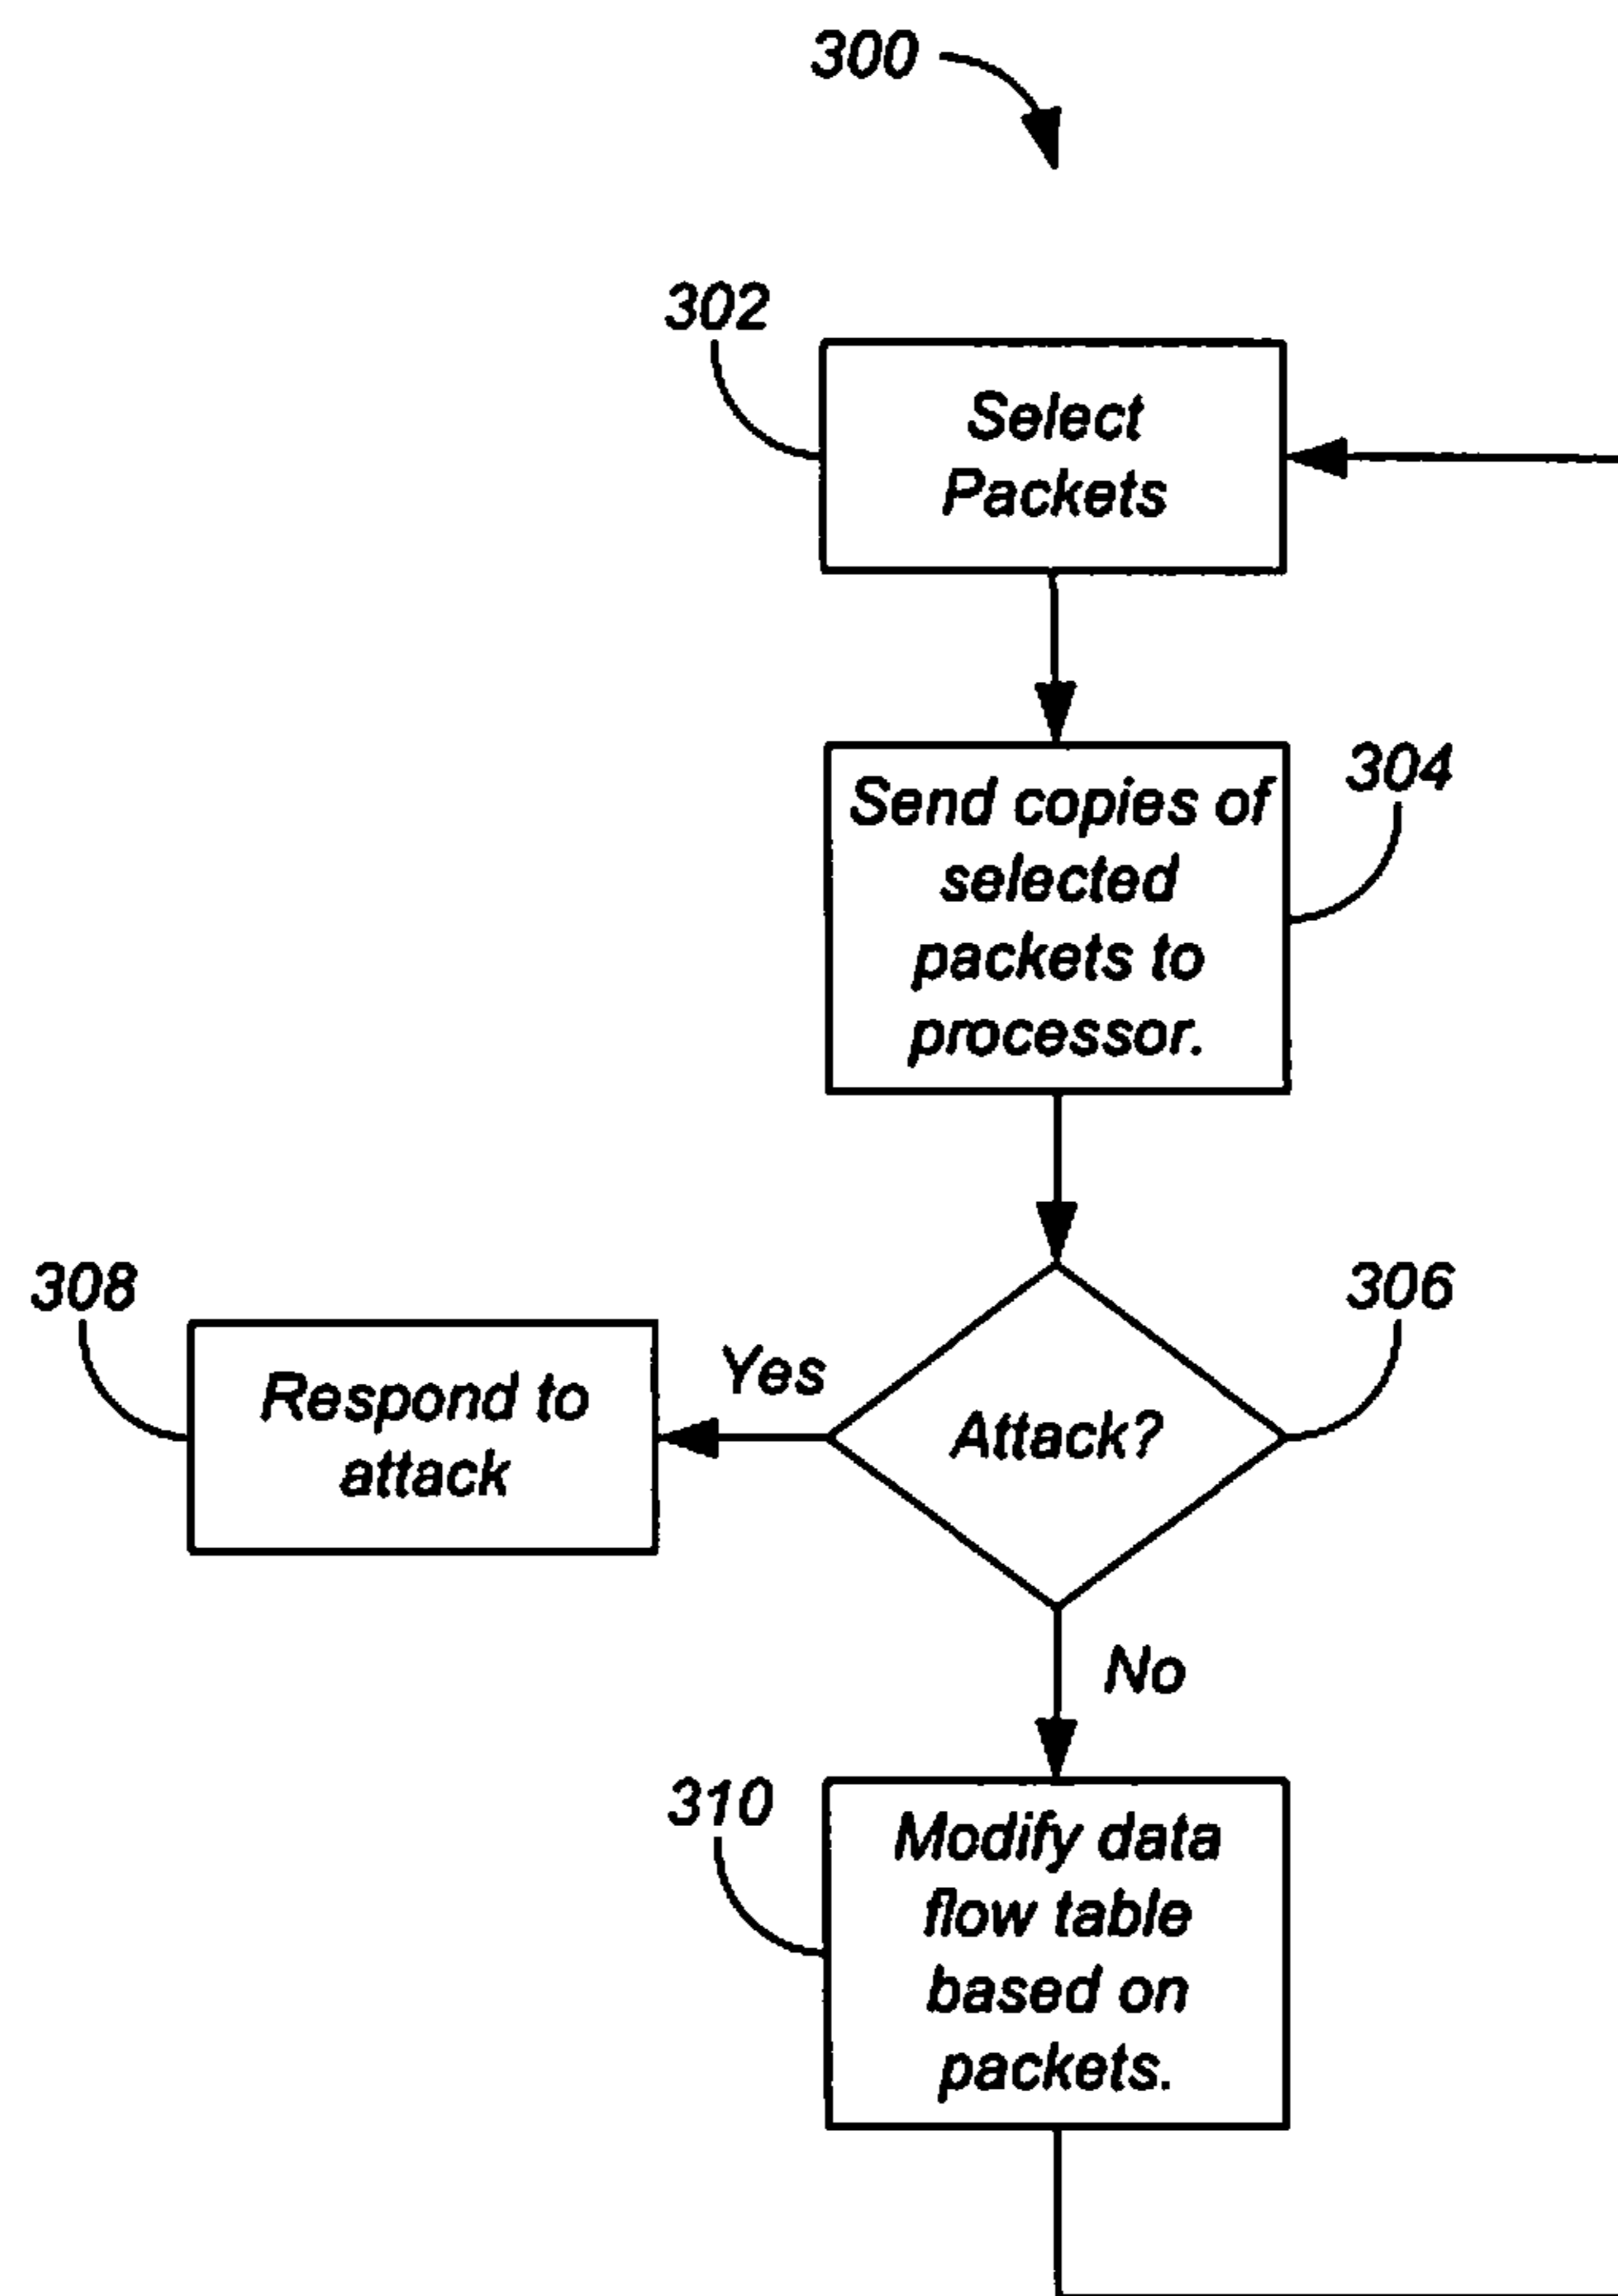 300
302
Select
Packets
304
Send copies of
selected
packets to
processor.
308
306
Respond to
attack
Yes
Attack?
No
310
Modify data
flow table
based on
packets.